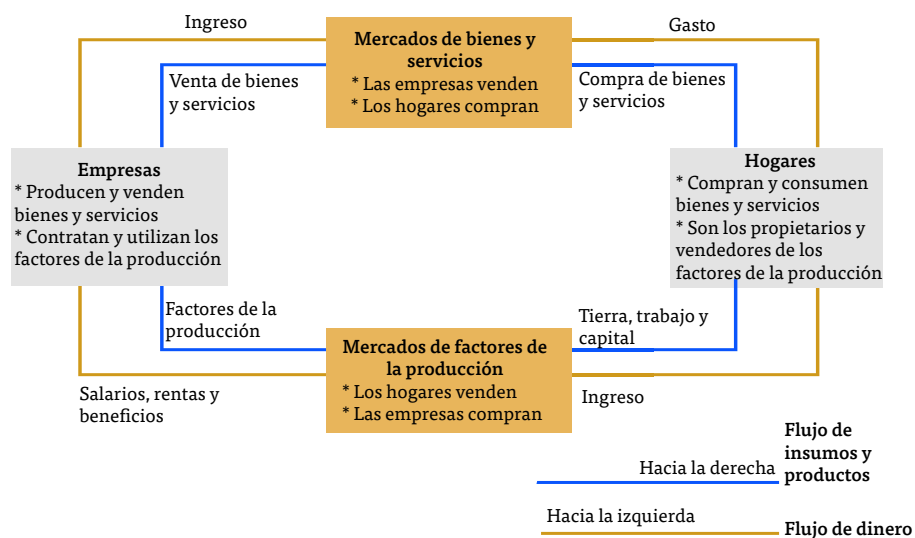 Ingreso
Mercados de bienes y
servicios
* Las empresas venden
* Los hogares compran
Gasto
Venta de bienes
y servicios
Compra de bienes
y servicios
Empresas
* Producen y venden
bienes y servicios
* Contratan y utilizan los
factores de la producción
Hogares
* Compran y consumen
bienes y servicios
* Son los propietarios y
vendedores de los
factores de la producción
Factores de la
producción
Tierra, trabajo y
capital
Mercados de factores de
la producción
* Los hogares venden
* Las empresas compran
Salarios, rentas y
beneficios
Ingreso
Hacia la derecha
Flujo de
insumos y
productos
Hacia la izquierda
Flujo de dinero